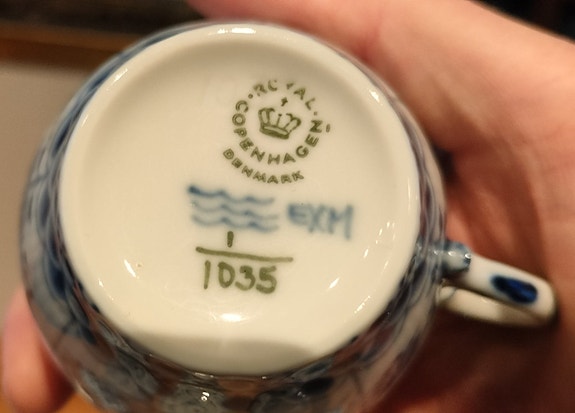 ROYAL COPENHAGEN
DENMARK
EXM
1
1035